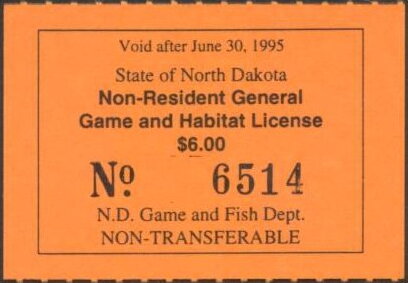 Void after June 30, 1995
State of North Dakota
Non-Resident General
Game and Habitat License
$6.00
No. 6514
N.D. Game and Fish Dept.
NON-TRANSFERABLE